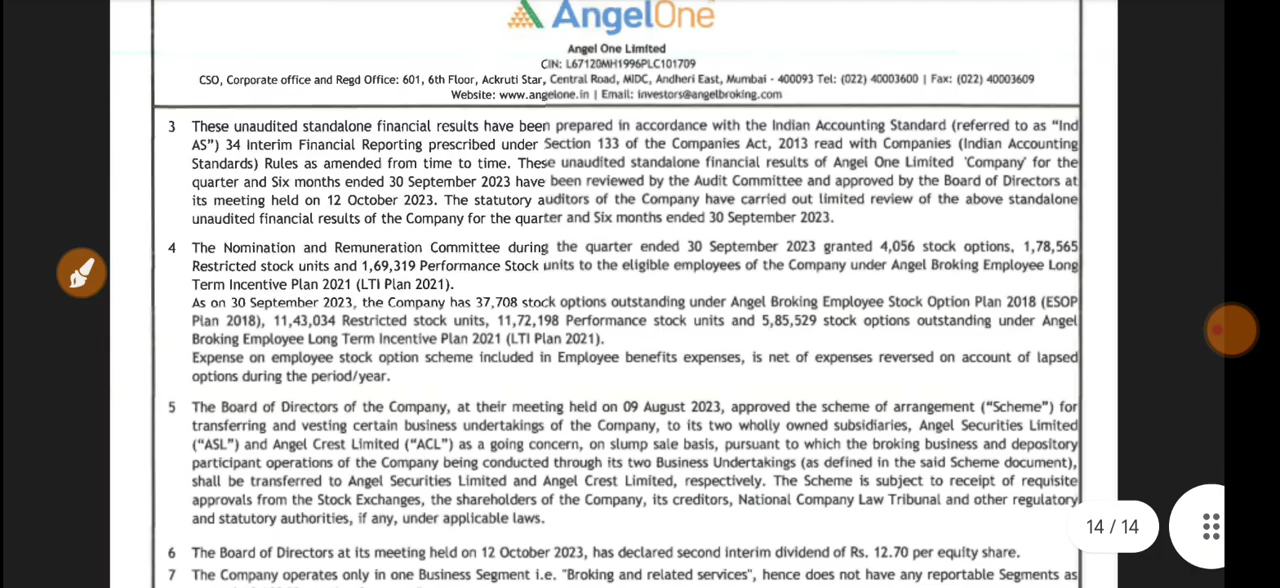 AngelOne
Angel One Limited
CIN: L67120MH1996PLC101709
CSO, Corporate office and Regd Office: 601, 6th Floor, Ackruti Star, Central Road, MIDC, Andheri East, Mumbai - 400093 Tel: (022) 40003600 | Fax: (022) 40003609
Website: www.angelone.in | Email: investors@angelbroking.com
3 These unaudited standalone financial results have been prepared in accordance with the Indian Accounting Standard (referred to as “Ind
AS”) 34 Interim Financial Reporting prescribed under Section 133 of the Companies Act, 2013 read with Companies (Indian Accounting
Standards) Rules as amended from time to time. These unaudited standalone financial results of Angel One Limited 'Company' for the
quarter and Six months ended 30 September 2023 have been reviewed by the Audit Committee and approved by the Board of Directors at
its meeting held on 12 October 2023. The statutory auditors of the Company have carried out limited review of the above standalone
unaudited financial results of the Company for the quarter and Six months ended 30 September 2023.
4 The Nomination and Remuneration Committee during the quarter ended 30 September 2023 granted 4,056 stock options, 1,78,565
Restricted stock units and 1,69,319 Performance Stock units to the eligible employees of the Company under Angel Broking Employee Long
Term Incentive Plan 2021 (LTI Plan 2021).
As on 30 September 2023, the Company has 37,708 stock options outstanding under Angel Broking Employee Stock Option Plan 2018 (ESOP
Plan 2018), 11,43,034 Restricted stock units, 11,72,198 Performance stock units and 5,85,529 stock options outstanding under Angel
Broking Employee Long Term Incentive Plan 2021 (LTI Plan 2021).
Expense on employee stock option scheme included in Employee benefits expenses, is net of expenses reversed on account of lapsed
options during the period/year.
5 The Board of Directors of the Company, at their meeting held on 09 August 2023, approved the scheme of arrangement (“Scheme”) for
transferring and vesting certain business undertakings of the Company, to its two wholly owned subsidiaries, Angel Securities Limited
(“ASL”) and Angel Crest Limited (“ACL”) as a going concern, on slump sale basis, pursuant to which the broking business and depository
participant operations of the Company being conducted through its two Business Undertakings (as defined in the said Scheme document),
shall be transferred to Angel Securities Limited and Angel Crest Limited, respectively. The Scheme is subject to receipt of requisite
approvals from the Stock Exchanges, the shareholders of the Company, its creditors, National Company Law Tribunal and other regulatory
and statutory authorities, if any, under applicable laws.
14 / 14
6 The Board of Directors at its meeting held on 12 October 2023, has declared second interim dividend of Rs. 12.70 per equity share.
7 The Company operates only in one Business Segment i.e. "Broking and related services", hence does not have any reportable Segments as